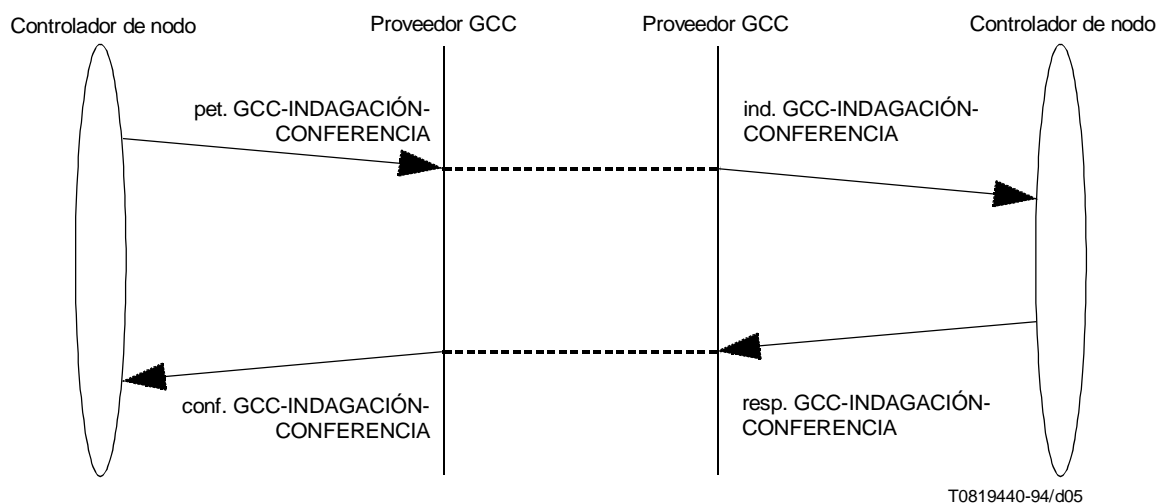 Controlador de nodo
Proveedor GCC
Proveedor GCC
Controlador de nodo
pet. GCC-INDAGACIÓN-
CONFERENCIA
ind. GCC-INDAGACIÓN-
CONFERENCIA
conf. GCC-INDAGACIÓN-
CONFERENCIA
resp. GCC-INDAGACIÓN-
CONFERENCIA
T0819440-94/d05